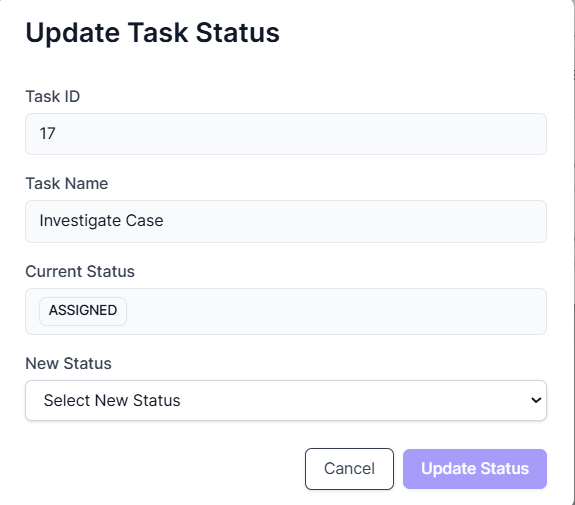 Update Task Status
Task ID
17
Task Name
Investigate Case
Current Status
ASSIGNED
New Status
Select New Status
Cancel
Update Status